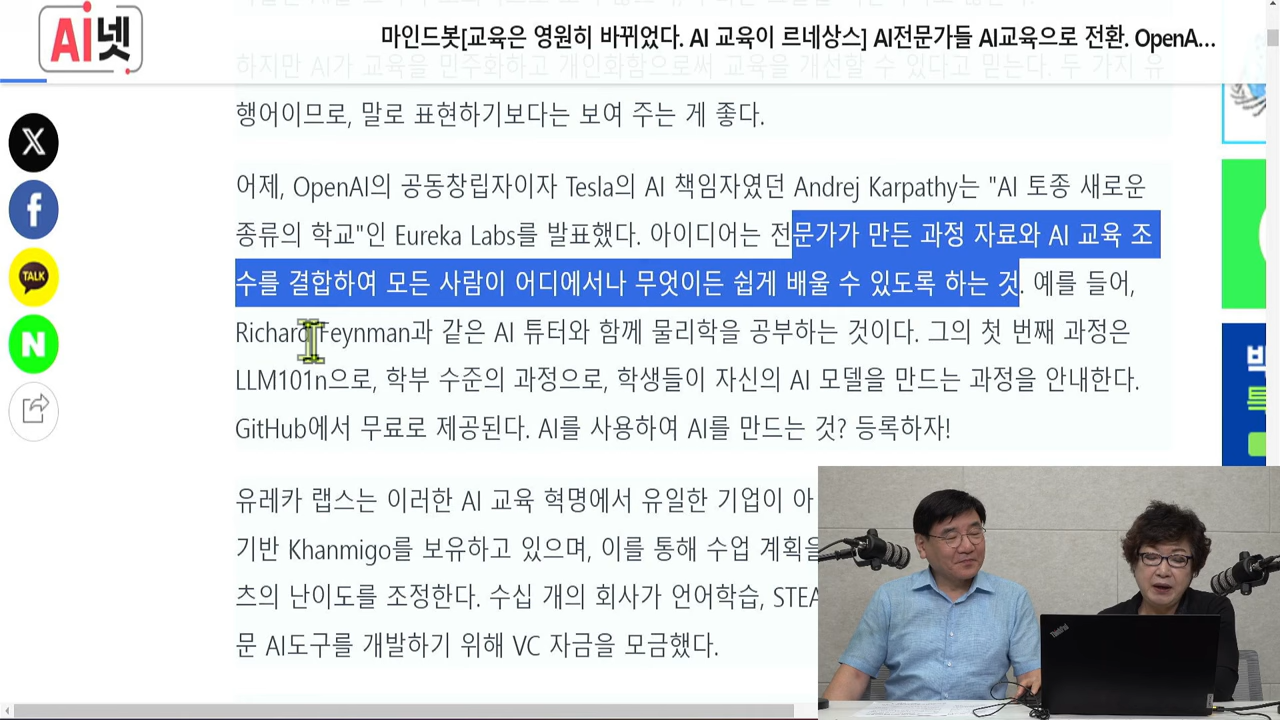 Ai넷
마인드봇[교육은 영원히 바뀌었다. AI 교육이 르네상스] AI전문가들 AI교육으로 전환. OpenA...
하지만 AI가 교육을 민주화하고 개인화함으로써 교육을 개선할 수 있다고 믿는다. 두 가지 유
행어이므로, 말로 표현하기보다는 보여 주는 게 좋다.
어제, OpenAI의 공동창립자이자 Tesla의 AI 책임자였던 Andrej Karpathy는 "AI 토종 새로운
종류의 학교"인 Eureka Labs를 발표했다. 아이디어는 전문가가 만든 과정 자료와 AI 교육 조
수를 결합하여 모든 사람이 어디에서나 무엇이든 쉽게 배울 수 있도록 하는 것. 예를 들어,
Richard Feynman과 같은 AI 튜터와 함께 물리학을 공부하는 것이다. 그의 첫 번째 과정은
LLM101n으로, 학부 수준의 과정으로, 학생들이 자신의 AI 모델을 만드는 과정을 안내한다.
GitHub에서 무료로 제공된다. AI를 사용하여 AI를 만드는 것? 등록하자!
유레카 랩스는 이러한 AI 교육 혁명에서 유일한 기업이 아
기반 Khanmigo를 보유하고 있으며, 이를 통해 수업 계획을
츠의 난이도를 조정한다. 수십 개의 회사가 언어학습, STEA
문 AI도구를 개발하기 위해 VC 자금을 모금했다.
X
f
TALK
N
ThinkPad